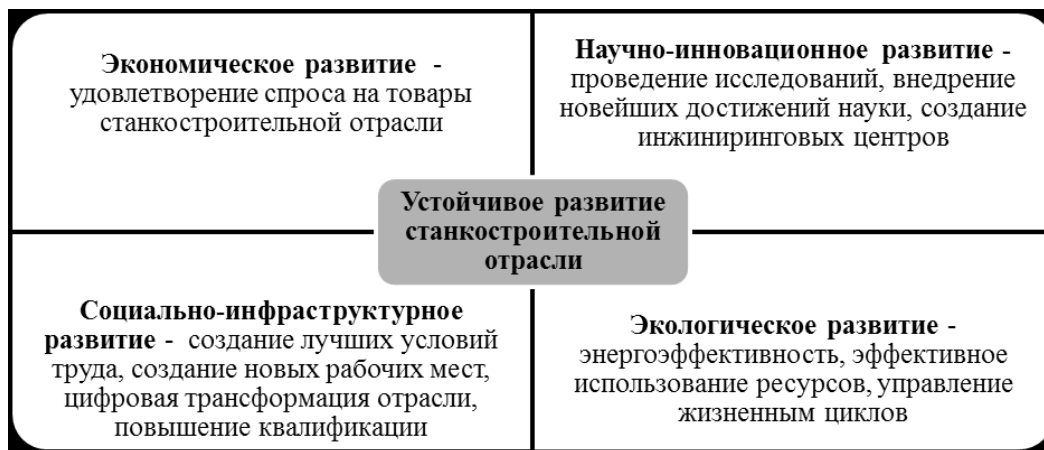 Экономическое развитие -
удовлетворение спроса на товары
станкостроительной отрасли
Научно-инновационное развитие -
проведение исследований, внедрение
новейших достижений науки, создание
инжиниринговых центров
Устойчивое развитие
станкостроительной
отрасли
Социально-инфраструктурное
развитие - создание лучших условий
труда, создание новых рабочих мест,
цифровая трансформация отрасли,
повышение квалификации
Экологическое развитие -
энергоэффективность, эффективное
использование ресурсов, управление
жизненным циклов